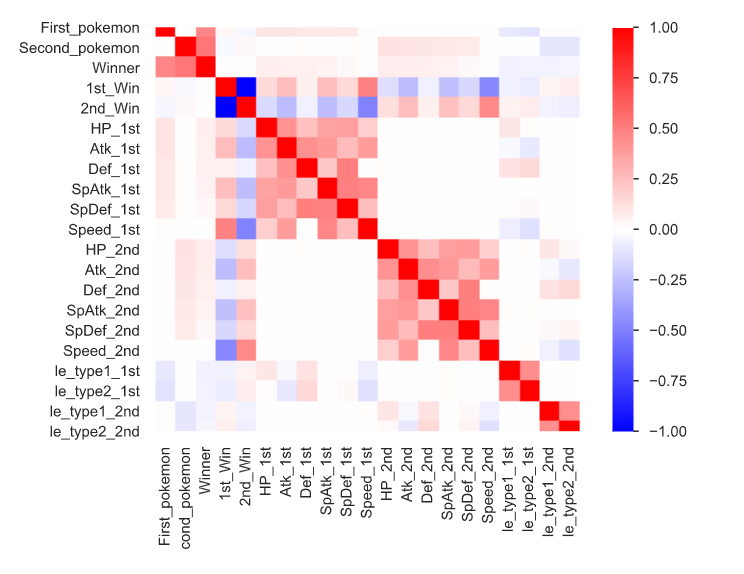 First_pokemon
Second_pokemon
Winner
1st_Win
2nd_Win
HP_1st
Atk_1st
Def_1st
SpAtk_1st
SpDef_1st
Speed_1st
HP_2nd
Atk_2nd
Def_2nd
SpAtk_2nd
SpDef_2nd
Speed_2nd
le_type1_1st
le_type2_1st
le_type1_2nd
le_type2_2nd
First_pokemon
cond_pokemon
Winner
1st_Win
2nd_Win
HP_1st
Atk_1st
Def_1st
SpAtk_1st
SpDef_1st
Speed_1st
HP_2nd
Atk_2nd
Def_2nd
SpAtk_2nd
SpDef_2nd
Speed_2nd
le_type1_1st
le_type2_1st
le_type1_2nd
le_type2_2nd
1.00
0.75
0.50
0.25
0.00
−0.25
−0.50
−0.75
−1.00